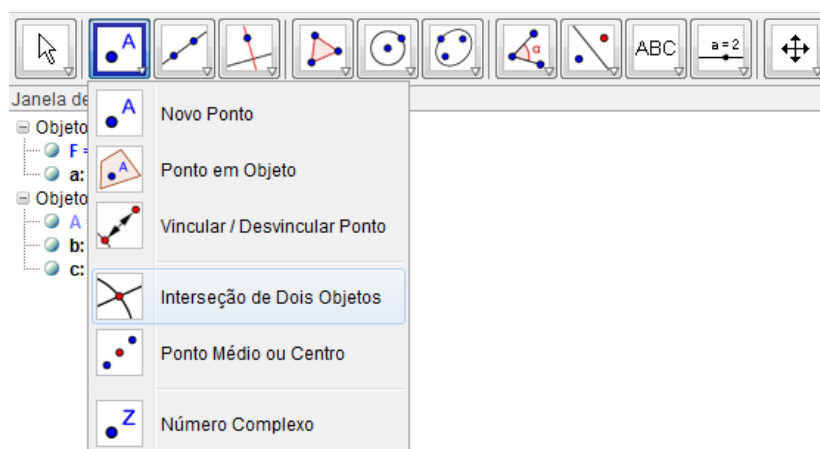 A
α
ABC
a = 2
Janela de
Objeto
F =
a:
Objeto
A =
b:
c:
A
Novo Ponto
A
Ponto em Objeto
Vincular / Desvincular Ponto
Interseção de Dois Objetos
Ponto Médio ou Centro
Z
Número Complexo